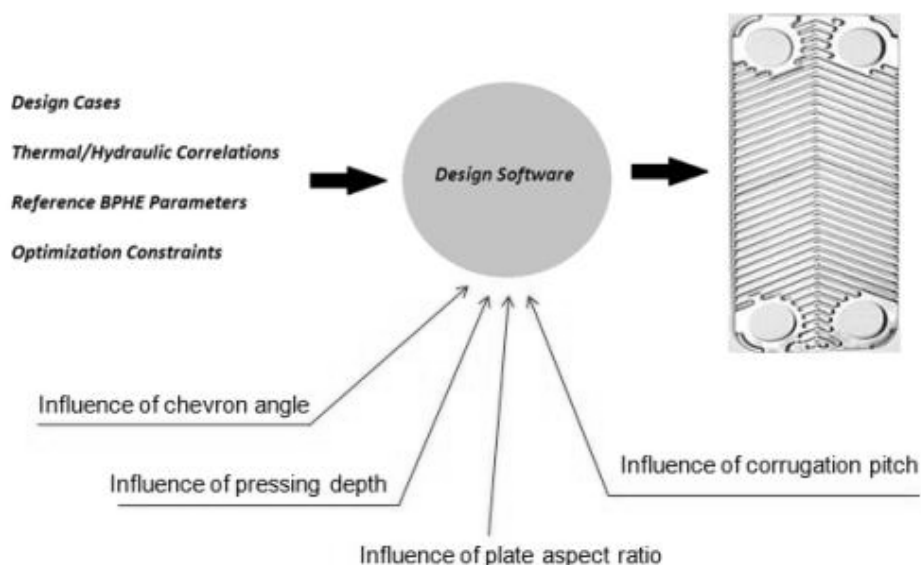 Design Cases
Thermal/Hydraulic Correlations
Reference BPHE Parameters
Optimization Constraints
Design Software
Influence of chevron angle
Influence of pressing depth
Influence of plate aspect ratio
Influence of corrugation pitch